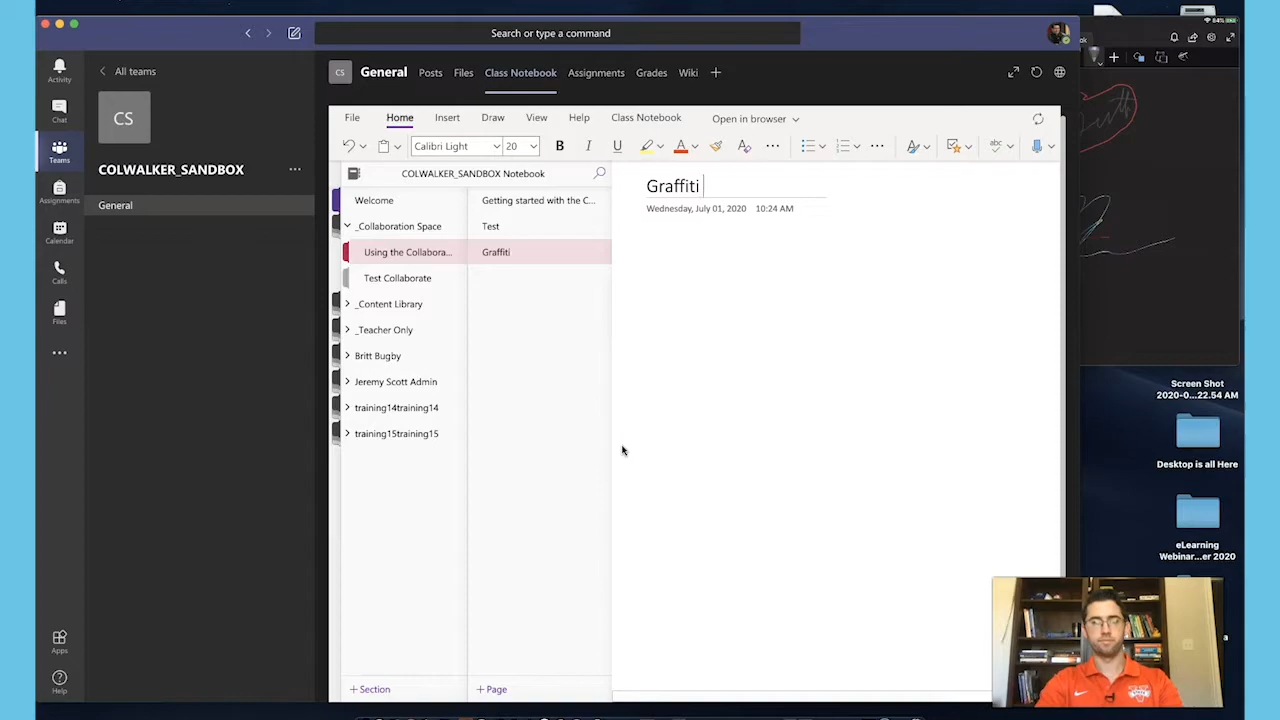 Search or type a command
84%
Activity
Chat
Teams
Assignments
Calendar
Calls
Files
Apps
Help
All teams
CS
COLWALKER_SANDBOX
General
CS
General
Posts
Files
Class Notebook
Assignments
Grades
Wiki
File
Home
Insert
Draw
View
Help
Class Notebook
Open in browser
Calibri Light
20
B
I
U
COLWALKER_SANDBOX Notebook
Welcome
_Collaboration Space
Using the Collabora...
Test Collaborate
_Content Library
_Teacher Only
Britt Bugby
Jeremy Scott Admin
training14training14
training15training15
+ Section
Getting started with the C...
Test
Graffiti
+ Page
Graffiti
Wednesday, July 01, 2020 10:24 AM
Screen Shot
2020-0...22.54 AM
Desktop is all Here
eLearning
Webinar...er 2020